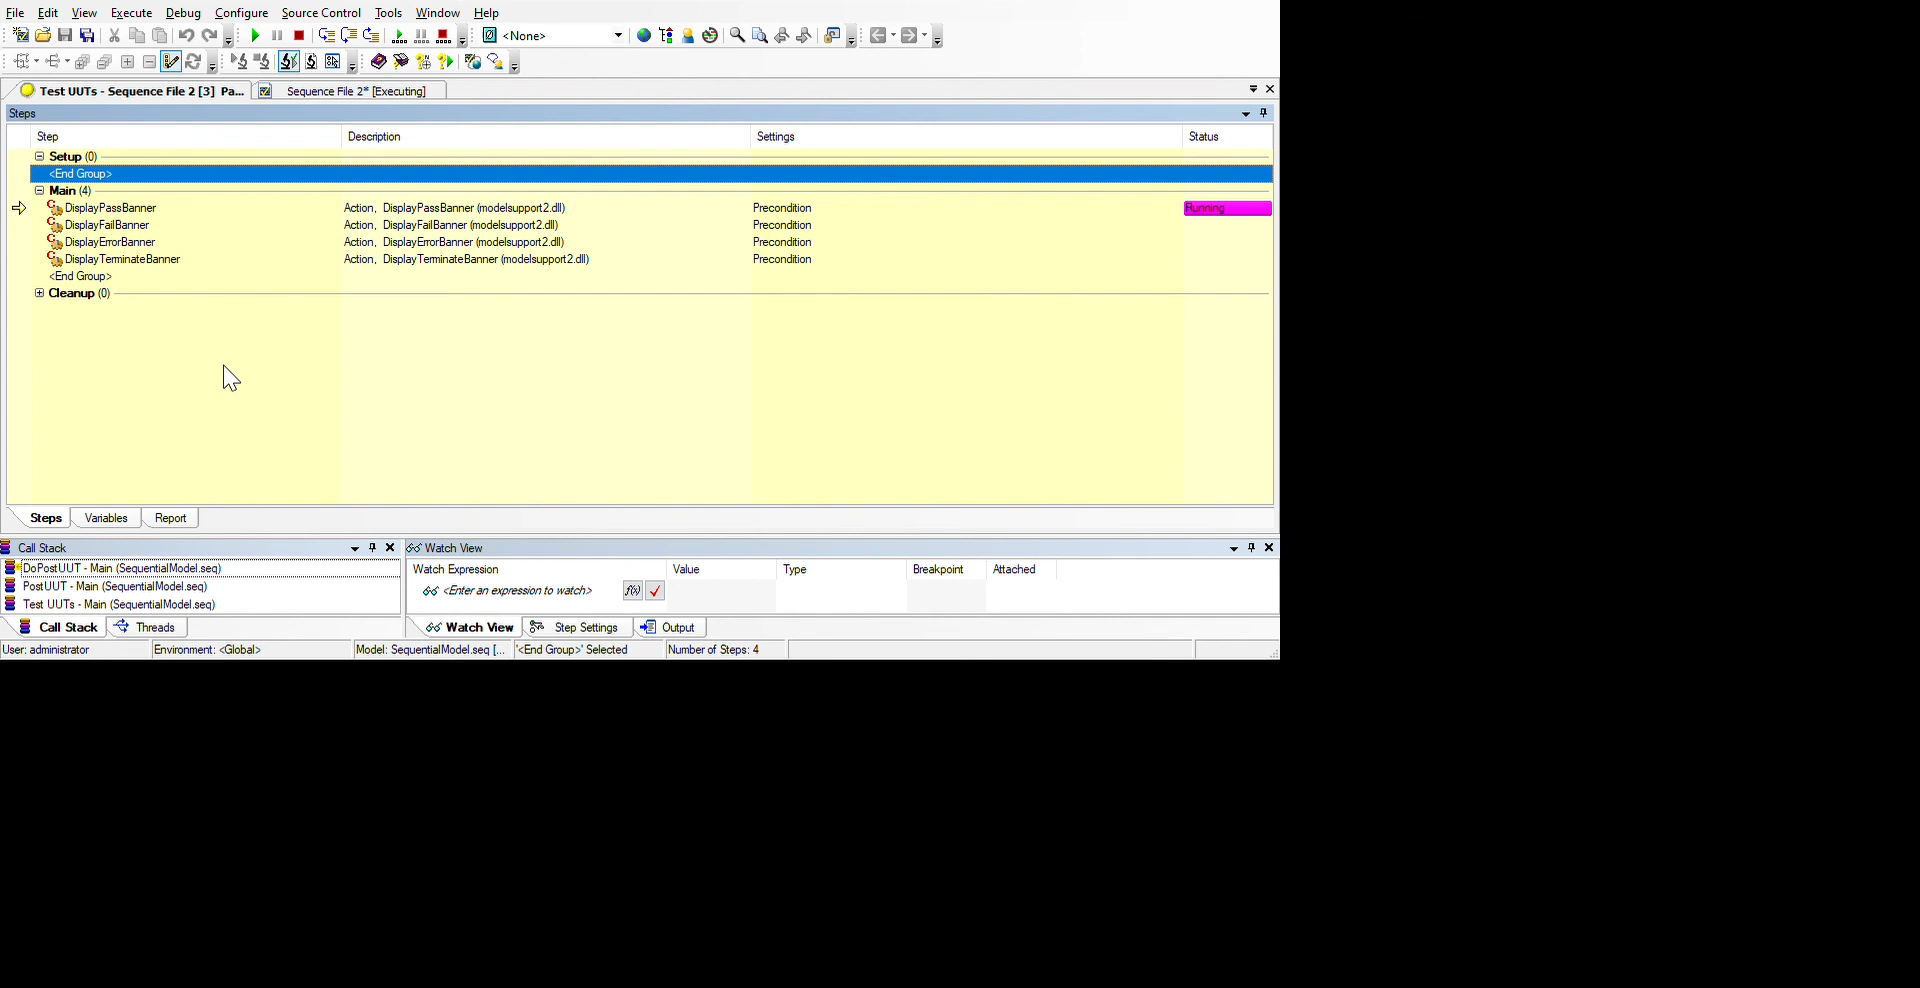 File Edit View Execute Debug Configure Source Control Tools Window Help
<None>
Test UUTs - Sequence File 2 [3] Pa... Sequence File 2* [Executing]
Steps
Step Description Settings Status
Setup (0)
<End Group>
Main (4)
DisplayPassBanner Action, DisplayPassBanner (modelsupport2.dll) Precondition Running
DisplayFailBanner Action, DisplayFailBanner (modelsupport2.dll) Precondition
DisplayErrorBanner Action, DisplayErrorBanner (modelsupport2.dll) Precondition
DisplayTerminateBanner Action, DisplayTerminateBanner (modelsupport2.dll) Precondition
<End Group>
Cleanup (0)
Steps Variables Report
Call Stack Watch View
DoPostUUT - Main (SequentialModel.seq) Watch Expression Value Type Breakpoint Attached
PostUUT - Main (SequentialModel.seq) <Enter an expression to watch> f(x)
Test UUTs - Main (SequentialModel.seq)
Call Stack Threads Watch View Step Settings Output
User: administrator Environment: <Global> Model: SequentialModel.seq [... '<End Group>' Selected Number of Steps: 4